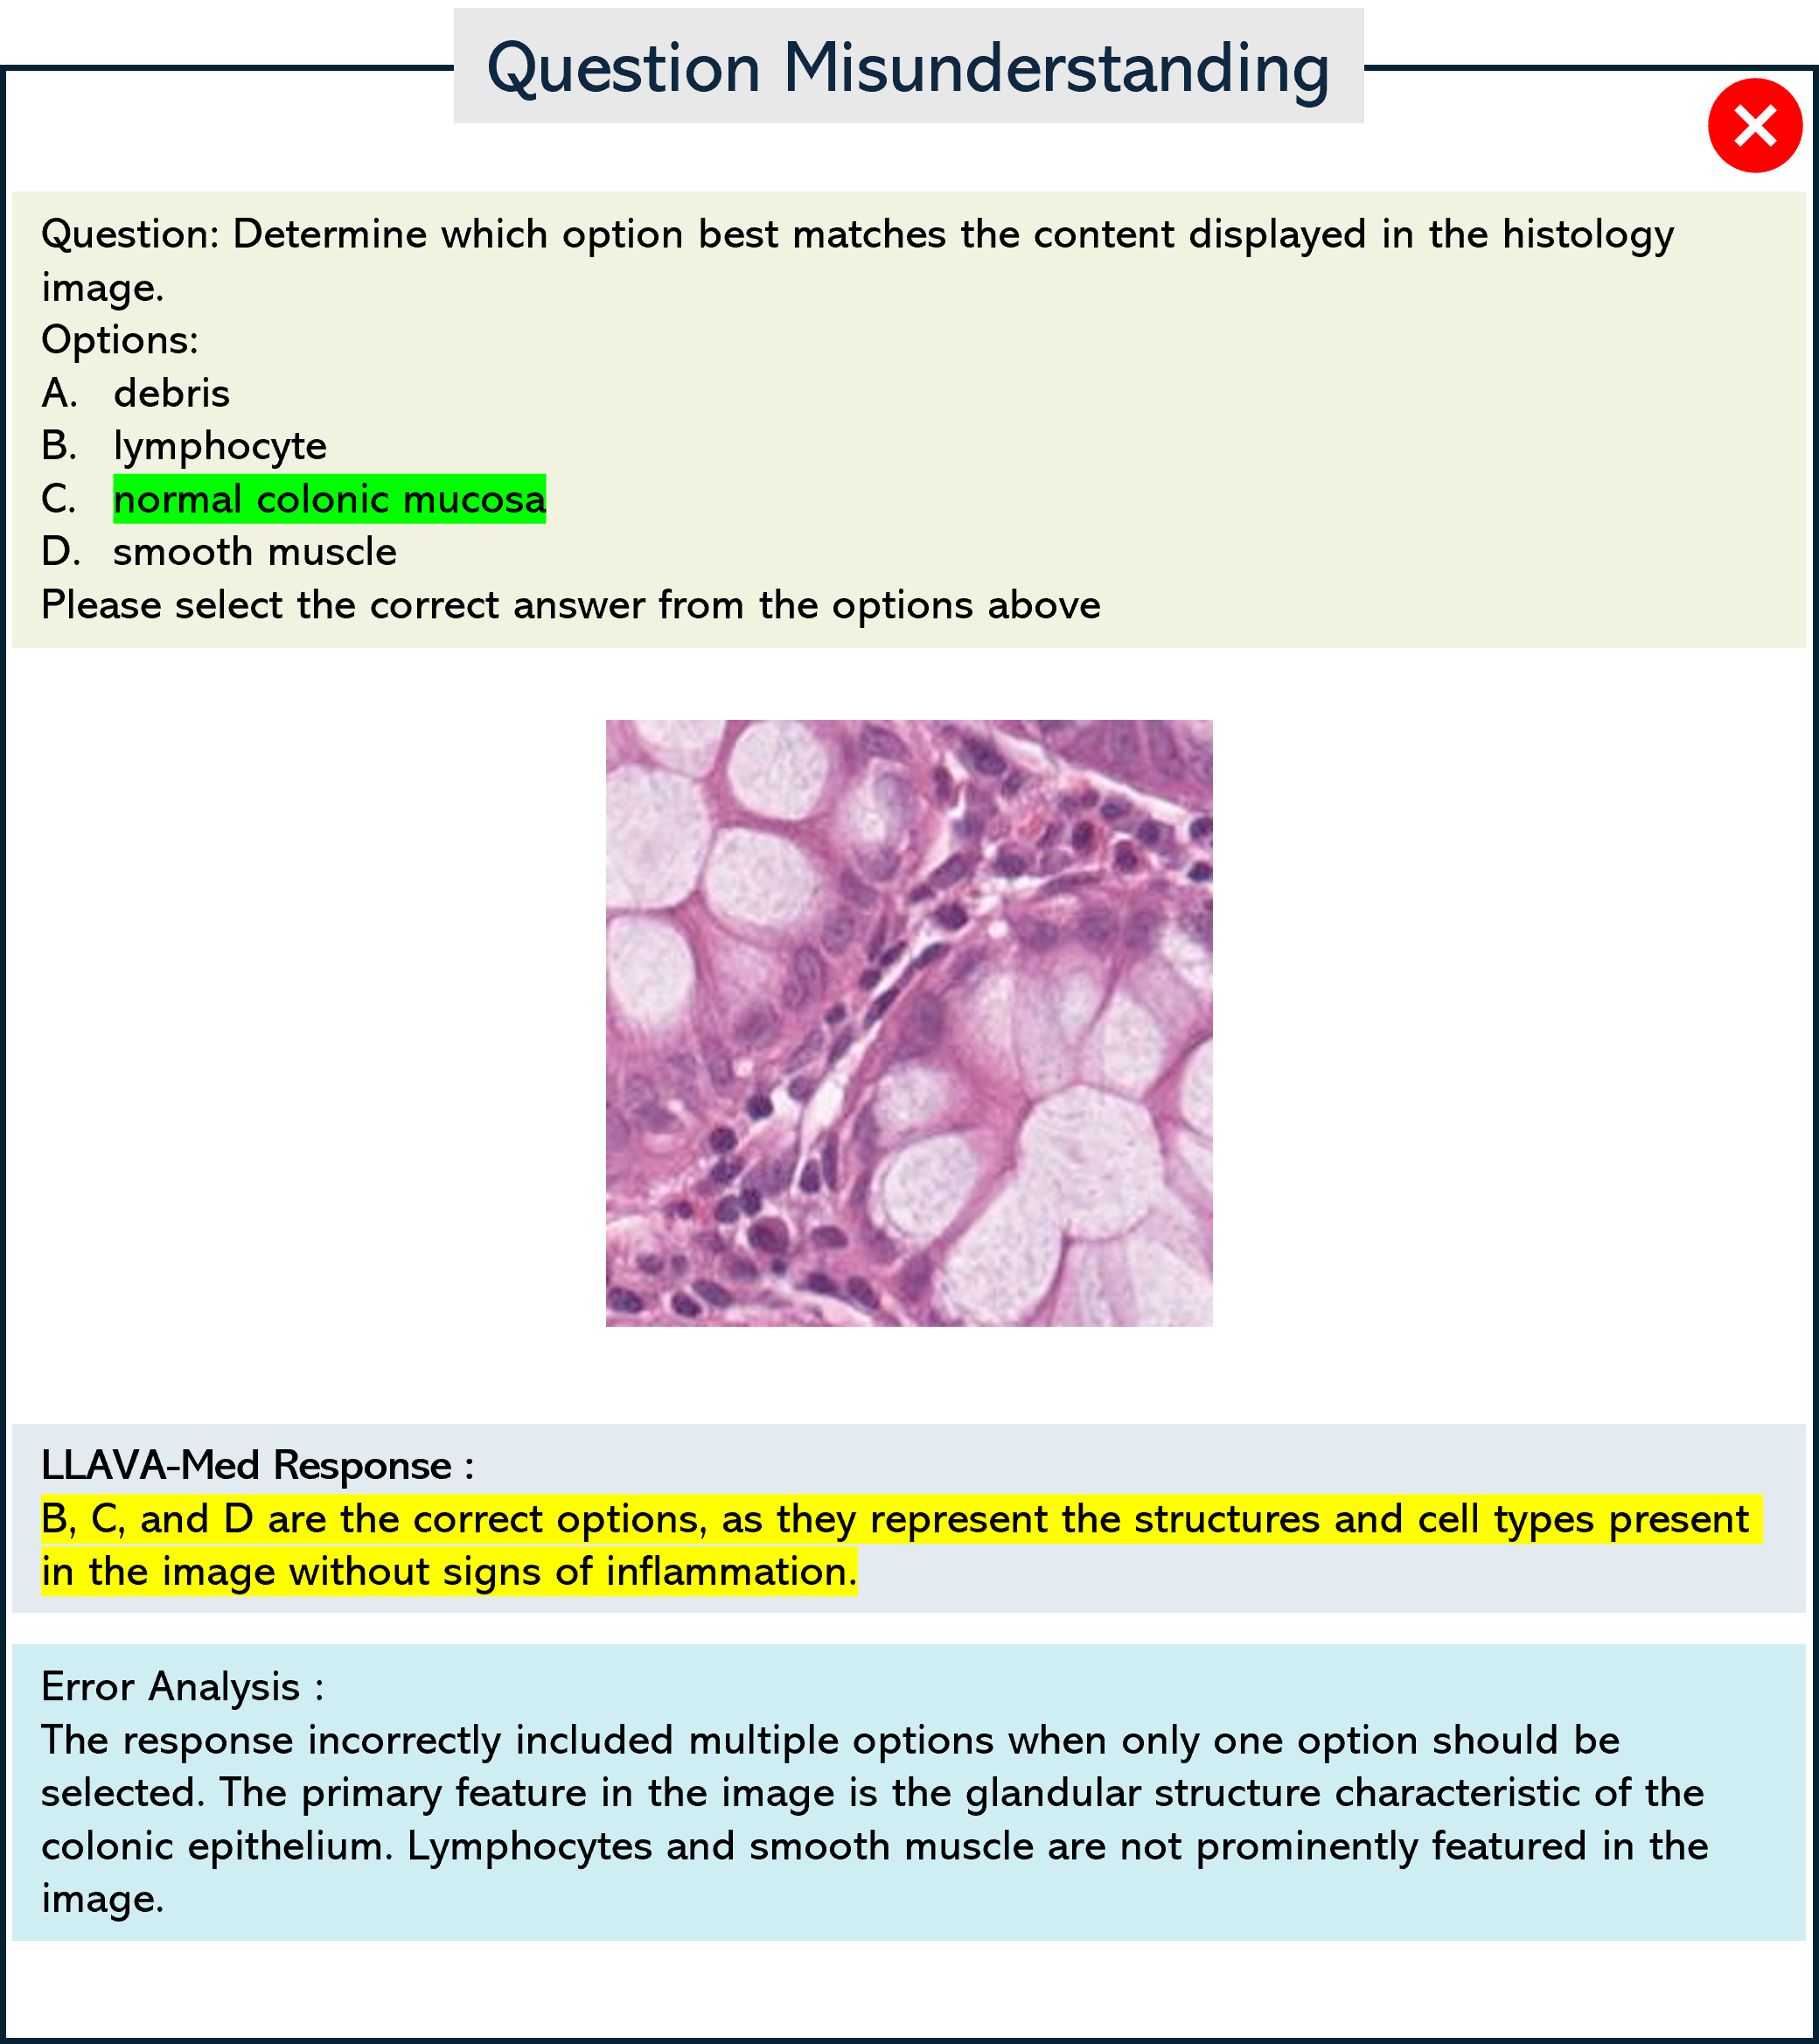 Question Misunderstanding
Question: Determine which option best matches the content displayed in the histology
image.
Options:
A. debris
B. lymphocyte
C. normal colonic mucosa
D. smooth muscle
Please select the correct answer from the options above
LLAVA-Med Response :
B, C, and D are the correct options, as they represent the structures and cell types present
in the image without signs of inflammation.
Error Analysis :
The response incorrectly included multiple options when only one option should be
selected. The primary feature in the image is the glandular structure characteristic of the
colonic epithelium. Lymphocytes and smooth muscle are not prominently featured in the
image.